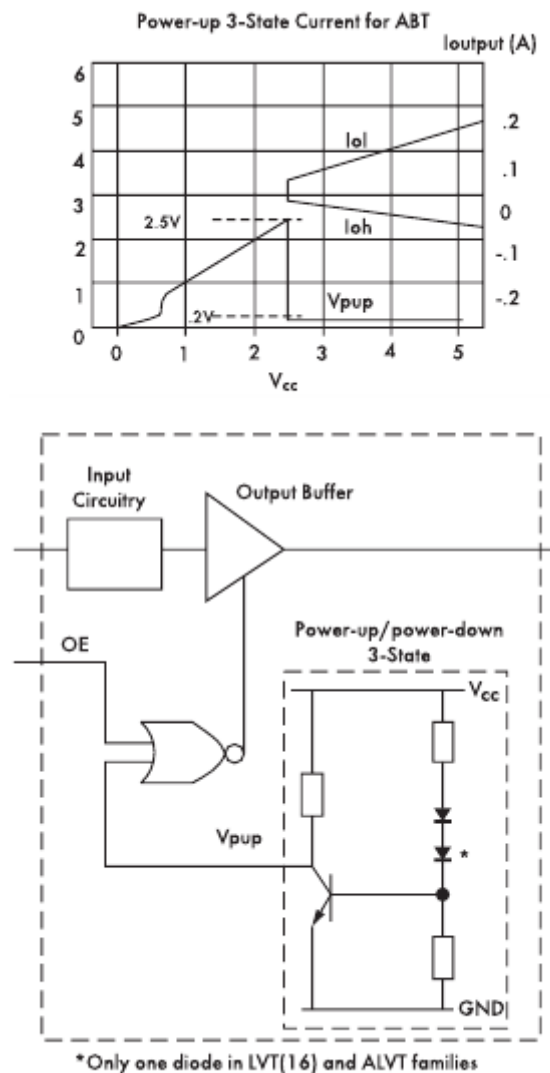 Power-up 3-State Current for ABT
Ioutput (A)
6
5
4
3
2
1
0
.2
.1
0
-.1
-.2
Iol
Ioh
2.5V
.2V
Vpup
0
1
2
3
4
5
Vcc
Input
Circuitry
Output Buffer
OE
Power-up/power-down
3-State
Vcc
Vpup
*
GND
*Only one diode in LVT(16) and ALVT families